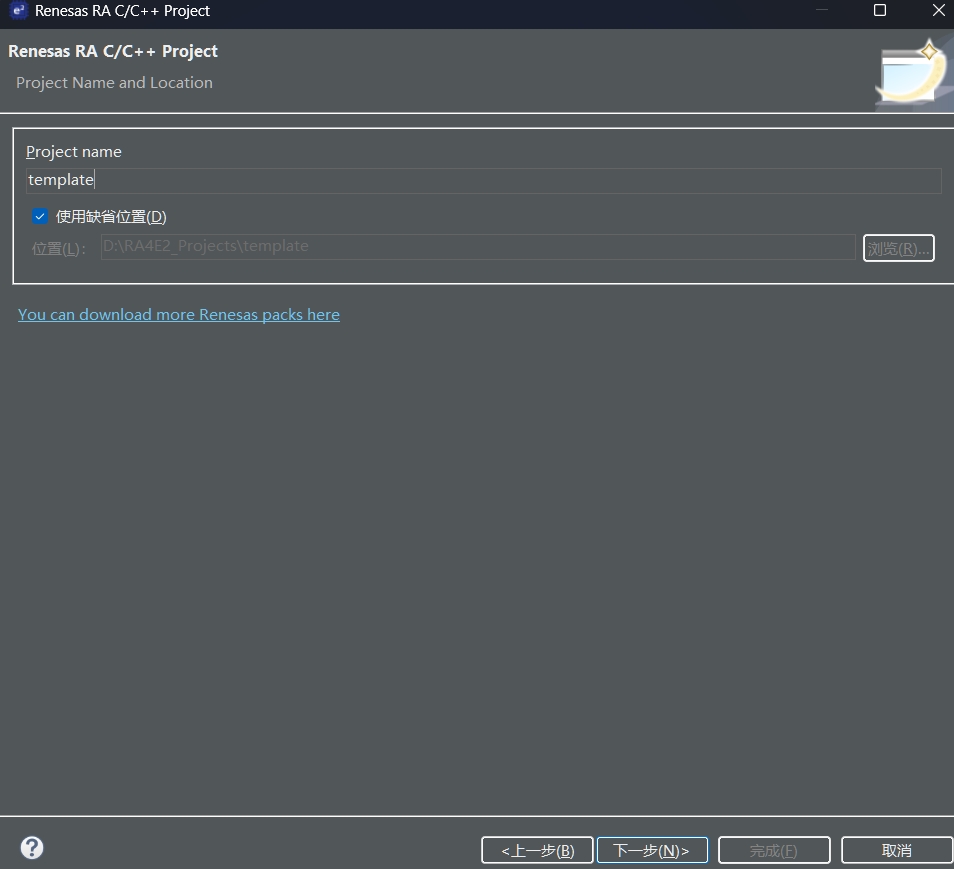 e² Renesas RA C/C++ Project
Renesas RA C/C++ Project
Project Name and Location
Project name
template
使用缺省位置(D)
位置(L): D:\RA4E2_Projects\template 浏览(R)...
You can download more Renesas packs here
? <上一步(B) 下一步(N)> 完成(F) 取消